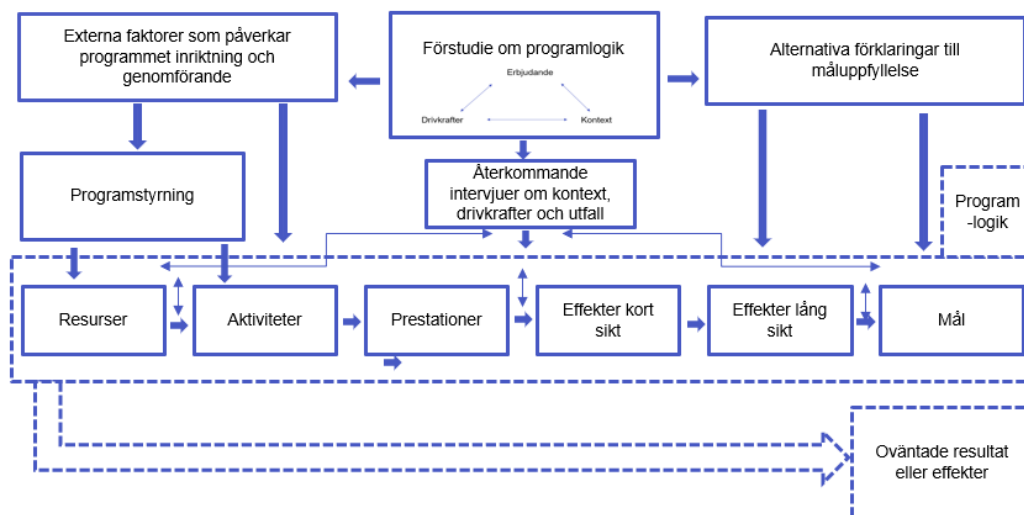 Externa faktorer som påverkar
programmet inriktning och
genomförande
Förstudie om programlogik
Erbjudande
Drivkrafter
Kontext
Alternativa förklaringar till
måluppfyllelse
Programstyrning
Återkommande
intervjuer om kontext,
drivkrafter och utfall
Program
-logik
Resurser
Aktiviteter
Prestationer
Effekter kort
sikt
Effekter lång
sikt
Mål
Oväntade resultat
eller effekter